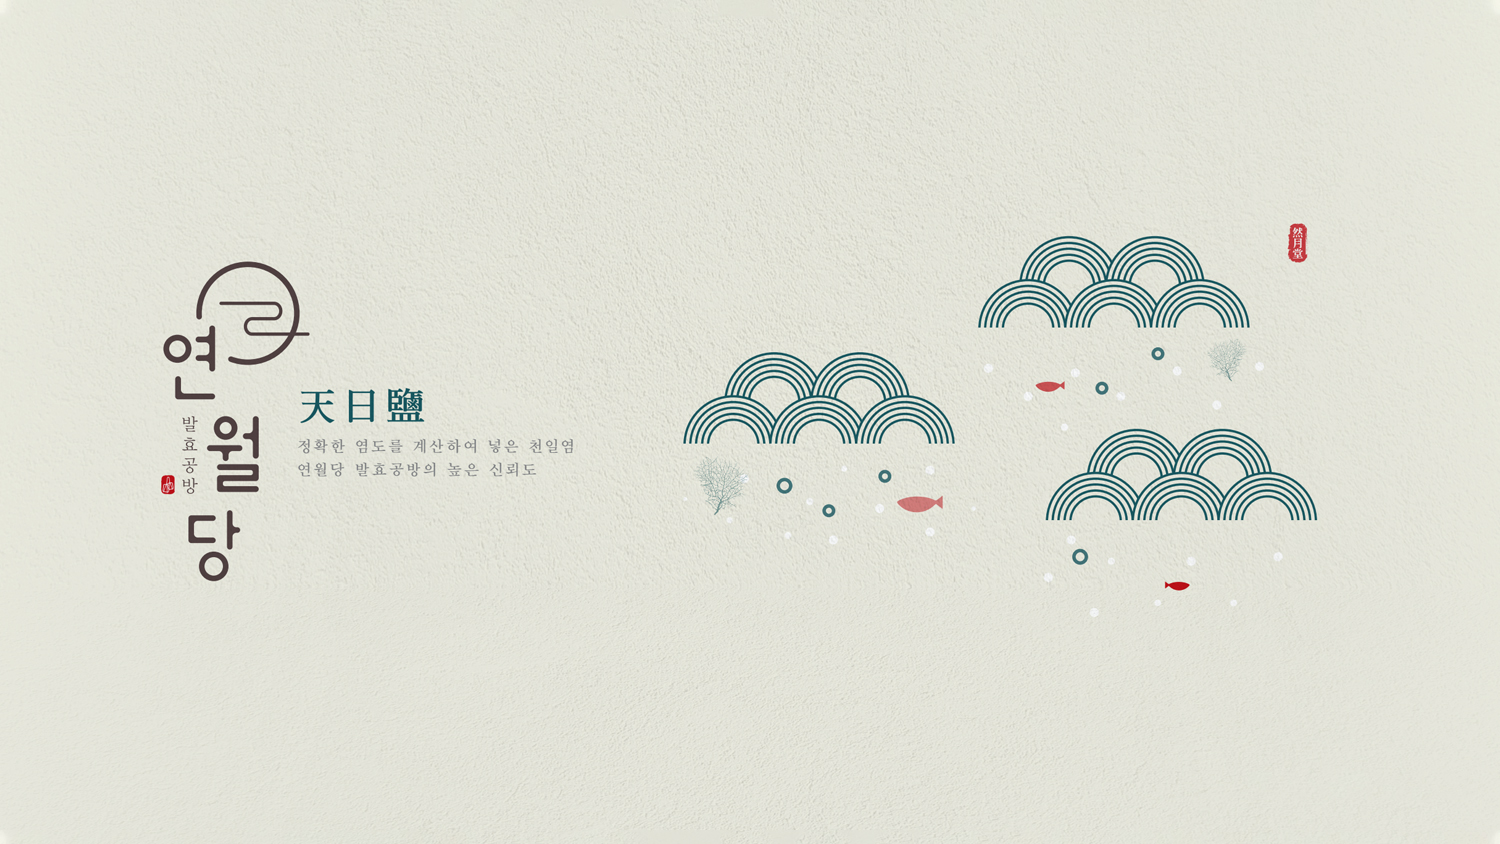 연월당
발효공방
天日鹽
정확한 염도를 계산하여 넣은 천일염
연월당 발효공방의 높은 신뢰도
然月堂